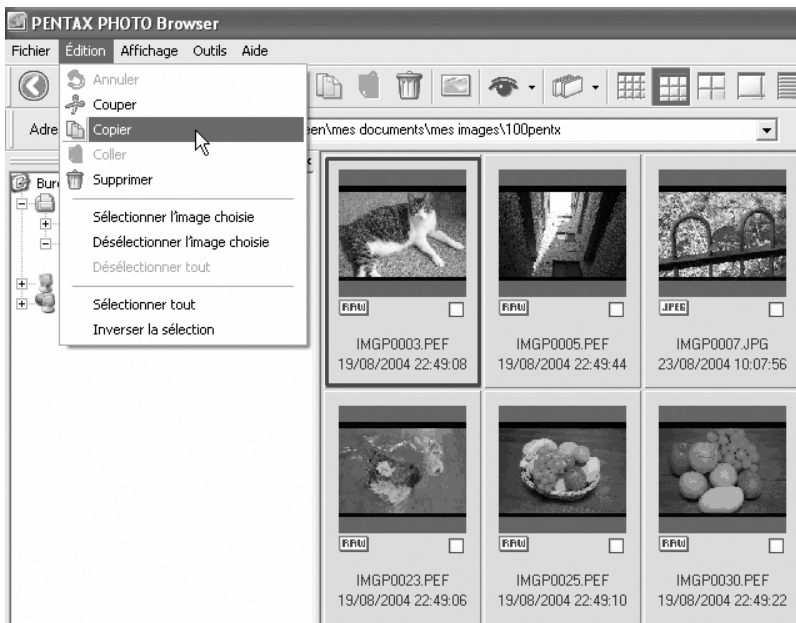 PENTAX PHOTO Browser
Fichier Édition Affichage Outils Aide
Annuler
Couper
Copier
Coller
Supprimer
Sélectionner l'image choisie
Désélectionner l'image choisie
Désélectionner tout
Sélectionner tout
Inverser la sélection
Adre
en\mes documents\mes images\100pentx
Bur
RAW
RAW
JPEG
IMGP0003.PEF
IMGP0005.PEF
IMGP0007.JPG
19/08/2004 22:49:08
19/08/2004 22:49:44
23/08/2004 10:07:56
RAW
RAW
RAW
IMGP0023.PEF
IMGP0025.PEF
IMGP0030.PEF
19/08/2004 22:49:06
19/08/2004 22:49:10
19/08/2004 22:49:22